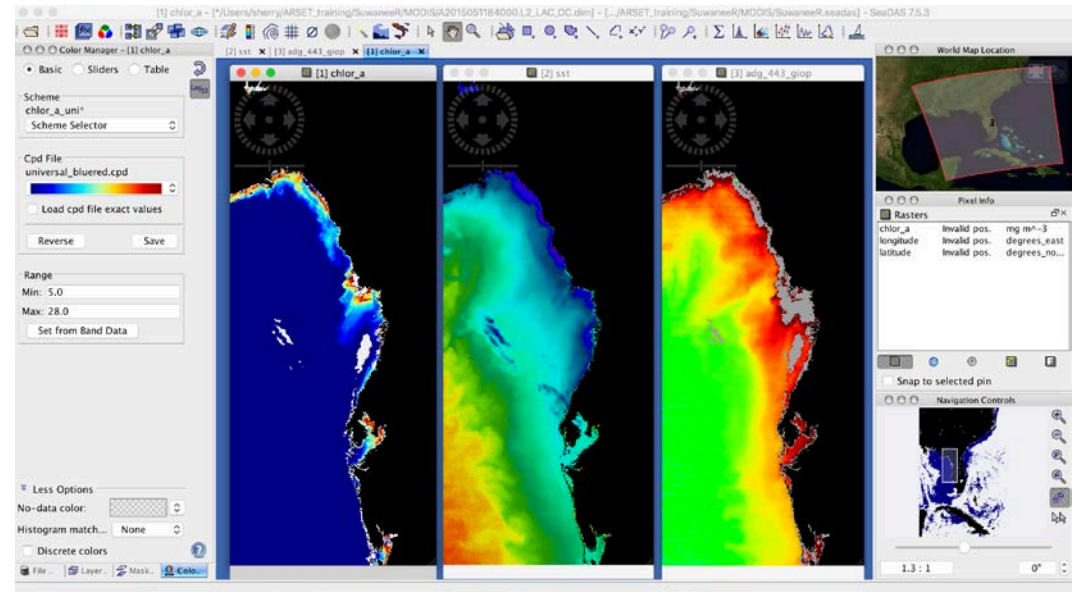 [1] chlor_a - [*/Users/sherry/ARSET_training/SuwaneeR/MODIS/A2015051184000.L2_LAC_OC.dim] - [.../ARSET_training/SuwaneeR/MODIS/SuwaneeR.seadas] - SeaDAS 7.5.3
Color Manager - [1] chlor_a
[2] sst
[3] adg_443_giop
[1] chlor_a
World Map Location
Basic
Sliders
Table
Log10
Scheme
chlor_a_uni*
Scheme Selector
Cpd File
universal_bluered.cpd
Load cpd file exact values
Reverse
Save
Range
Min: 5.0
Max: 28.0
Set from Band Data
Less Options
No-data color:
Histogram match... None
Discrete colors
File ...
Layer...
Mask...
Colo...
[1] chlor_a
[2] sst
[3] adg_443_giop
Pixel Info
Rasters
chlor_a Invalid pos. mg m^-3
longitude Invalid pos. degrees_east
latitude Invalid pos. degrees_no...
Snap to selected pin
Navigation Controls
1.3 : 1
0°